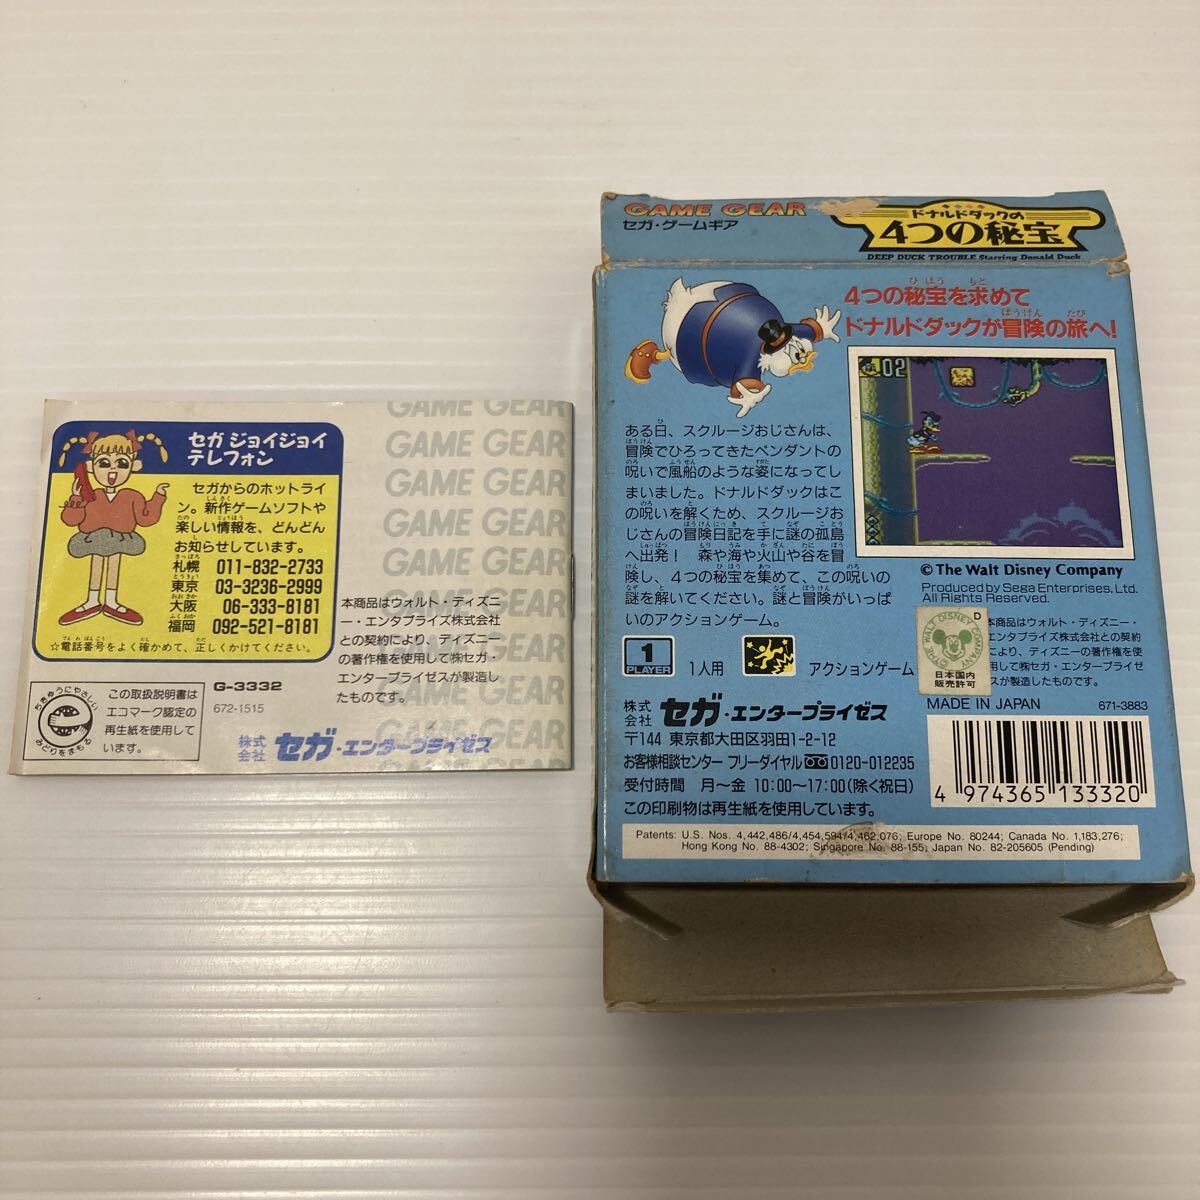 GAME GEAR
GAME GEAR
GAME GEAR
GAME GEAR
GAME GEAR
セガ ジョイジョイ
テレフォン
セガからのホットライ
ン。新作ゲームソフトや
楽しい情報を、どんどん
お知らせしています。
札幌 011-832-2733
東京 03-3236-2999
大阪 06-333-8181
福岡 092-521-8181
☆電話番号をよく確かめて、正しくかけてください。
ちきゅうにやさしい
みどりをまもる
この取扱説明書は
エコマーク認定の
再生紙を使用して
います。
G-3332
672-1515
本商品はウォルト・ディズニ
ー・エンタプライズ株式会社
との契約により、ディズニー
の著作権を使用して㈱セガ・
エンタープライゼスが製造し
たものです。
株式会社 セガ・エンタープライゼス
GAME GEAR
セガ・ゲームギア
ドナルドダックの
4つの秘宝
DEEP DUCK TROUBLE Starring Donald Duck
4つの秘宝を求めて
ドナルドダックが冒険の旅へ!
02
ある日、スクルージおじさんは、
冒険でひろってきたペンダントの
呪いで風船のような姿になってし
まいました。ドナルドダックはこ
の呪いを解くため、スクルージお
じさんの冒険日記を手に謎の孤島
へ出発! 森や海や火山や谷を冒
険し、4つの秘宝を集めて、この呪いの
謎を解いてください。謎と冒険がいっぱ
いのアクションゲーム。
1 PLAYER 1人用 アクションゲーム
© The Walt Disney Company
Produced by Sega Enterprises, Ltd.
All Rights Reserved.
D
©THE WALT DISNEY COMPANY
日本国内
販売許可
本商品はウォルト・ディズニ
ンタプライズ株式会社との契約
により、ディズニーの著作権を使用
して㈱セガ・エンタープライゼ
スが製造したものです。
MADE IN JAPAN 671-3883
株式会社 セガ・エンタープライゼス
〒144 東京都大田区羽田1-2-12
お客様相談センター フリーダイヤル 0120-012235
受付時間 月〜金 10:00〜17:00(除く祝日)
この印刷物は再生紙を使用しています。
4 974365 133320
Patents: U.S. Nos. 4,442,486/4,454,594/4,462,076; Europe No. 80244; Canada No. 1,183,276;
Hong Kong No. 88-4302; Singapore No. 88-155; Japan No. 82-205605 (Pending)